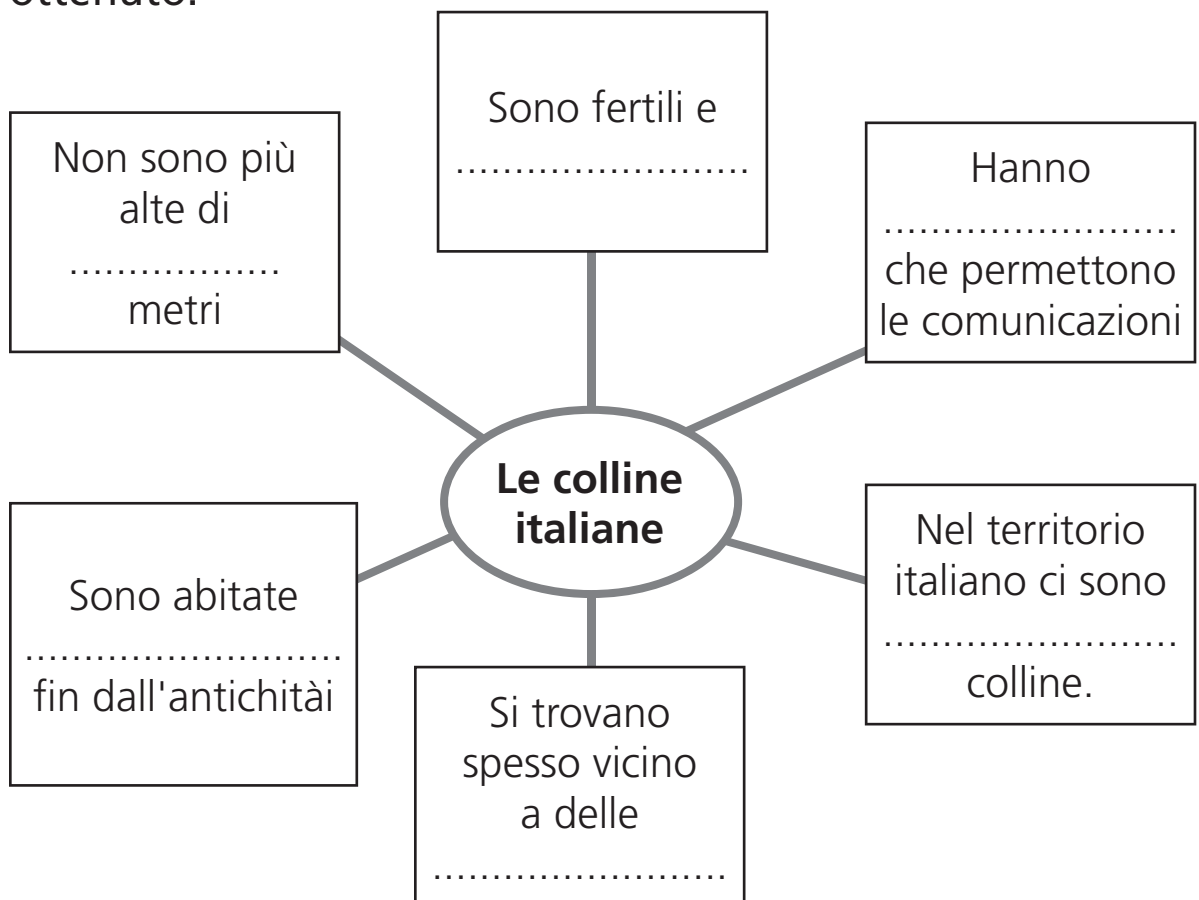 ottenuto.
Sono fertili e
.........................
Non sono più
alte di
..................
metri
Hanno
.........................
che permettono
le comunicazioni
Le colline
italiane
Sono abitate
...........................
fin dall'antichitài
Nel territorio
italiano ci sono
.........................
colline.
Si trovano
spesso vicino
a delle
.........................